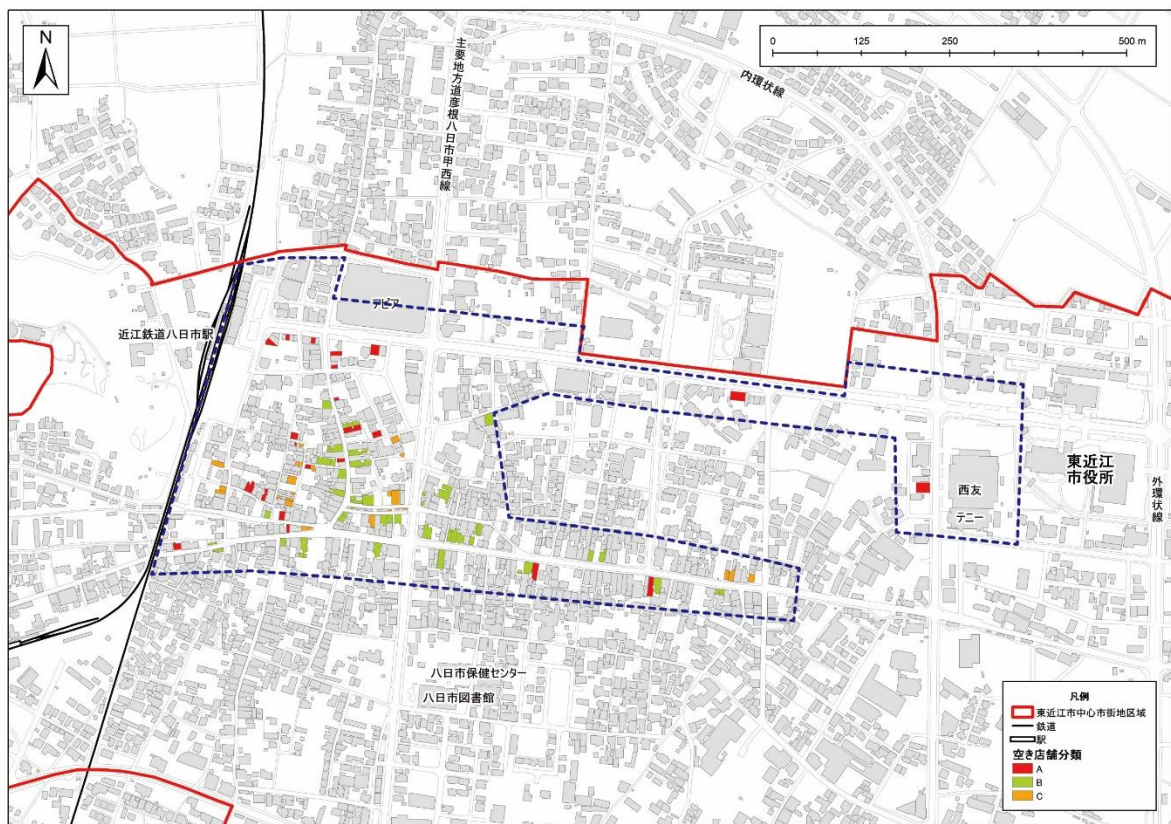 N
0 125 250 500 m
主要地方道彦根八日市甲西線
内環状線
アピア
近江鉄道八日市駅
東近江
市役所
外環状線
西友
テニー
八日市保健センター
八日市図書館
凡例
東近江市中心市街地区域
鉄道
駅
空き店舗分類
A
B
C